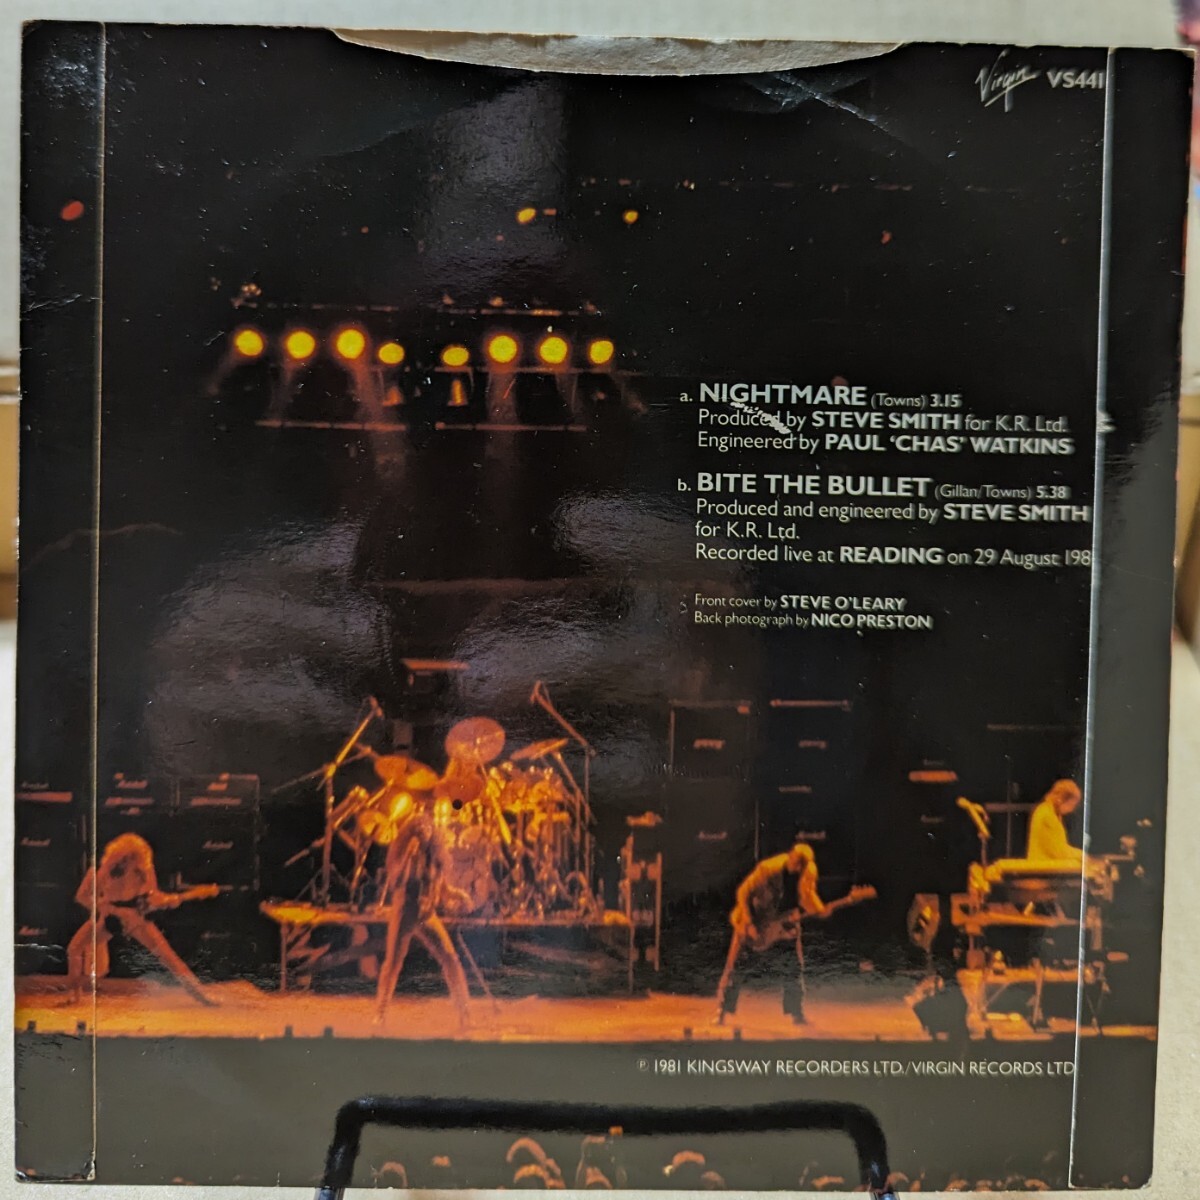 Virgin VS441
a. NIGHTMARE (Towns) 3.15
Produced by STEVE SMITH for K.R. Ltd.
Engineered by PAUL ‘CHAS’ WATKINS
b. BITE THE BULLET (Gillan/Towns) 5.38
Produced and engineered by STEVE SMITH
for K.R. Ltd.
Recorded live at READING on 29 August 198
Front cover by STEVE O'LEARY
Back photograph by NICO PRESTON
℗ 1981 KINGSWAY RECORDERS LTD./VIRGIN RECORDS LTD